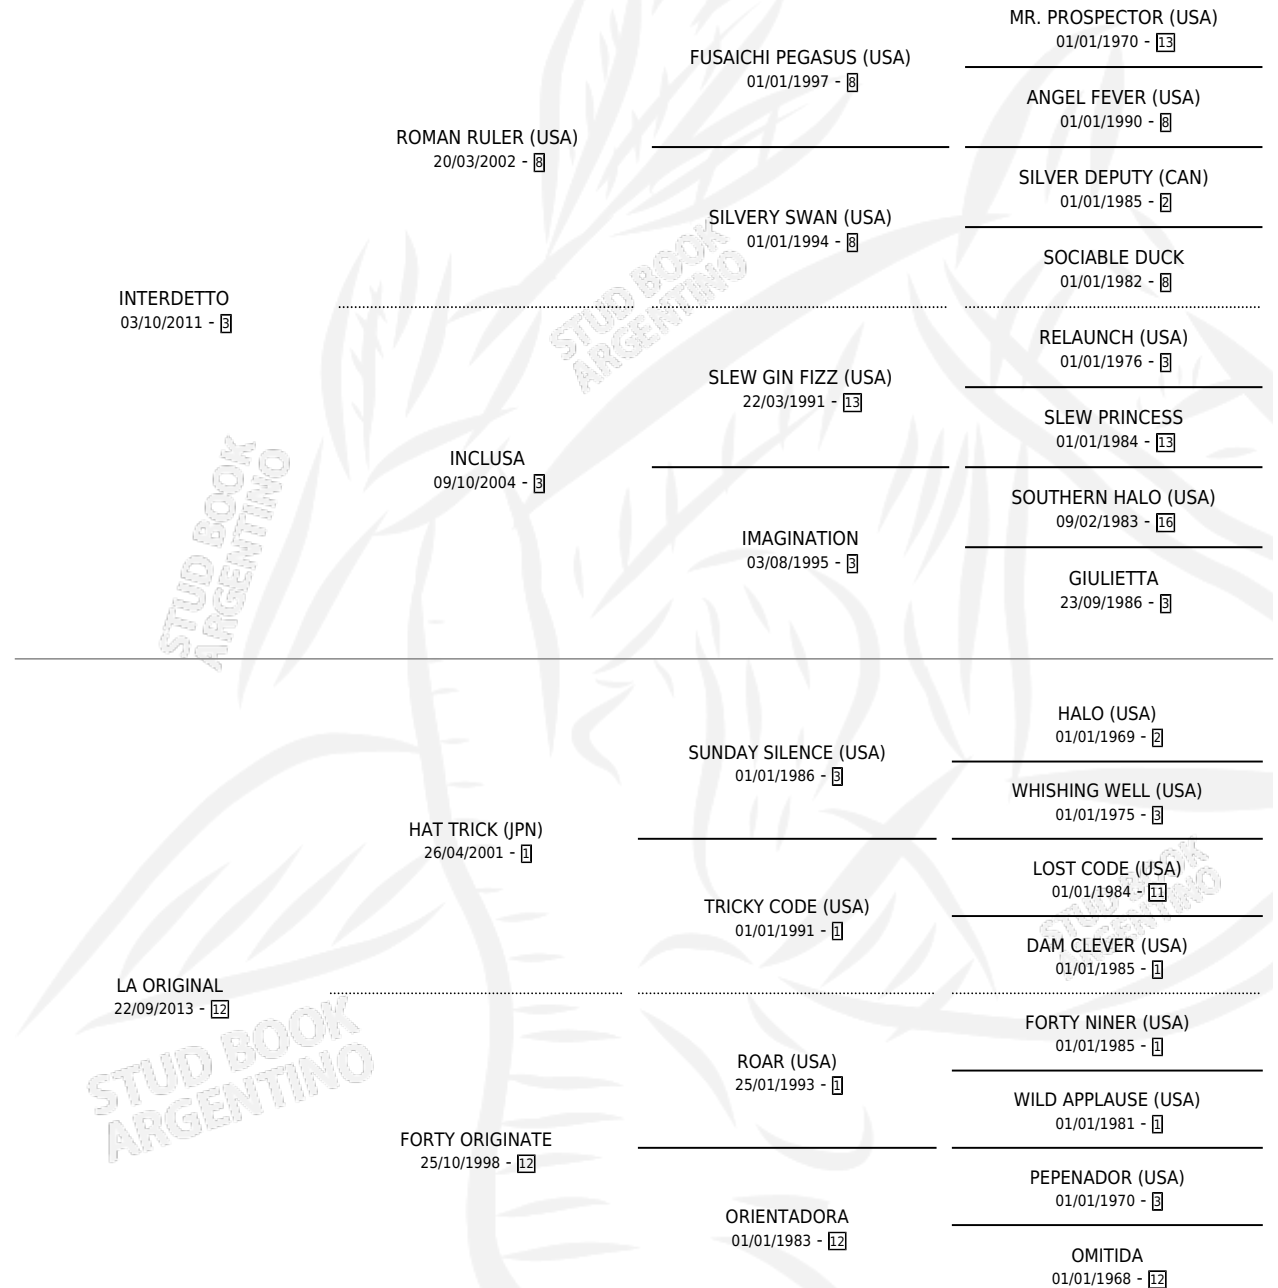 MR. PROSPECTOR (USA)
01/01/1970 - 13
FUSAICHI PEGASUS (USA)
01/01/1997 - 8
ANGEL FEVER (USA)
01/01/1990 - 8
ROMAN RULER (USA)
20/03/2002 - 8
SILVER DEPUTY (CAN)
01/01/1985 - 2
SILVERY SWAN (USA)
01/01/1994 - 8
SOCIABLE DUCK
01/01/1982 - 8
INTERDETTO
03/10/2011 - 3
RELAUNCH (USA)
01/01/1976 - 3
SLEW GIN FIZZ (USA)
22/03/1991 - 13
SLEW PRINCESS
01/01/1984 - 13
INCLUSA
09/10/2004 - 3
SOUTHERN HALO (USA)
09/02/1983 - 16
IMAGINATION
03/08/1995 - 3
GIULIETTA
23/09/1986 - 3
STUD BOOK
ARGENTINO
STUD BOOK
ARGENTINO
HALO (USA)
01/01/1969 - 2
SUNDAY SILENCE (USA)
01/01/1986 - 3
WHISHING WELL (USA)
01/01/1975 - 3
HAT TRICK (JPN)
26/04/2001 - 1
LOST CODE (USA)
01/01/1984 - 11
TRICKY CODE (USA)
01/01/1991 - 1
DAM CLEVER (USA)
01/01/1985 - 1
LA ORIGINAL
22/09/2013 - 12
FORTY NINER (USA)
01/01/1985 - 1
ROAR (USA)
25/01/1993 - 1
WILD APPLAUSE (USA)
01/01/1981 - 1
FORTY ORIGINATE
25/10/1998 - 12
PEPENADOR (USA)
01/01/1970 - 3
ORIENTADORA
01/01/1983 - 12
OMITIDA
01/01/1968 - 12
STUD BOOK
ARGENTINO
STUD BOOK
ARGENTINO